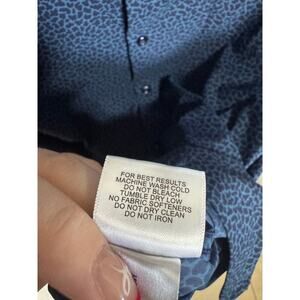 FOR BEST RESULTS
MACHINE WASH COLD
DO NOT BLEACH
TUMBLE DRY LOW
NO FABRIC SOFTENERS
DO NOT DRY CLEAN
DO NOT IRON